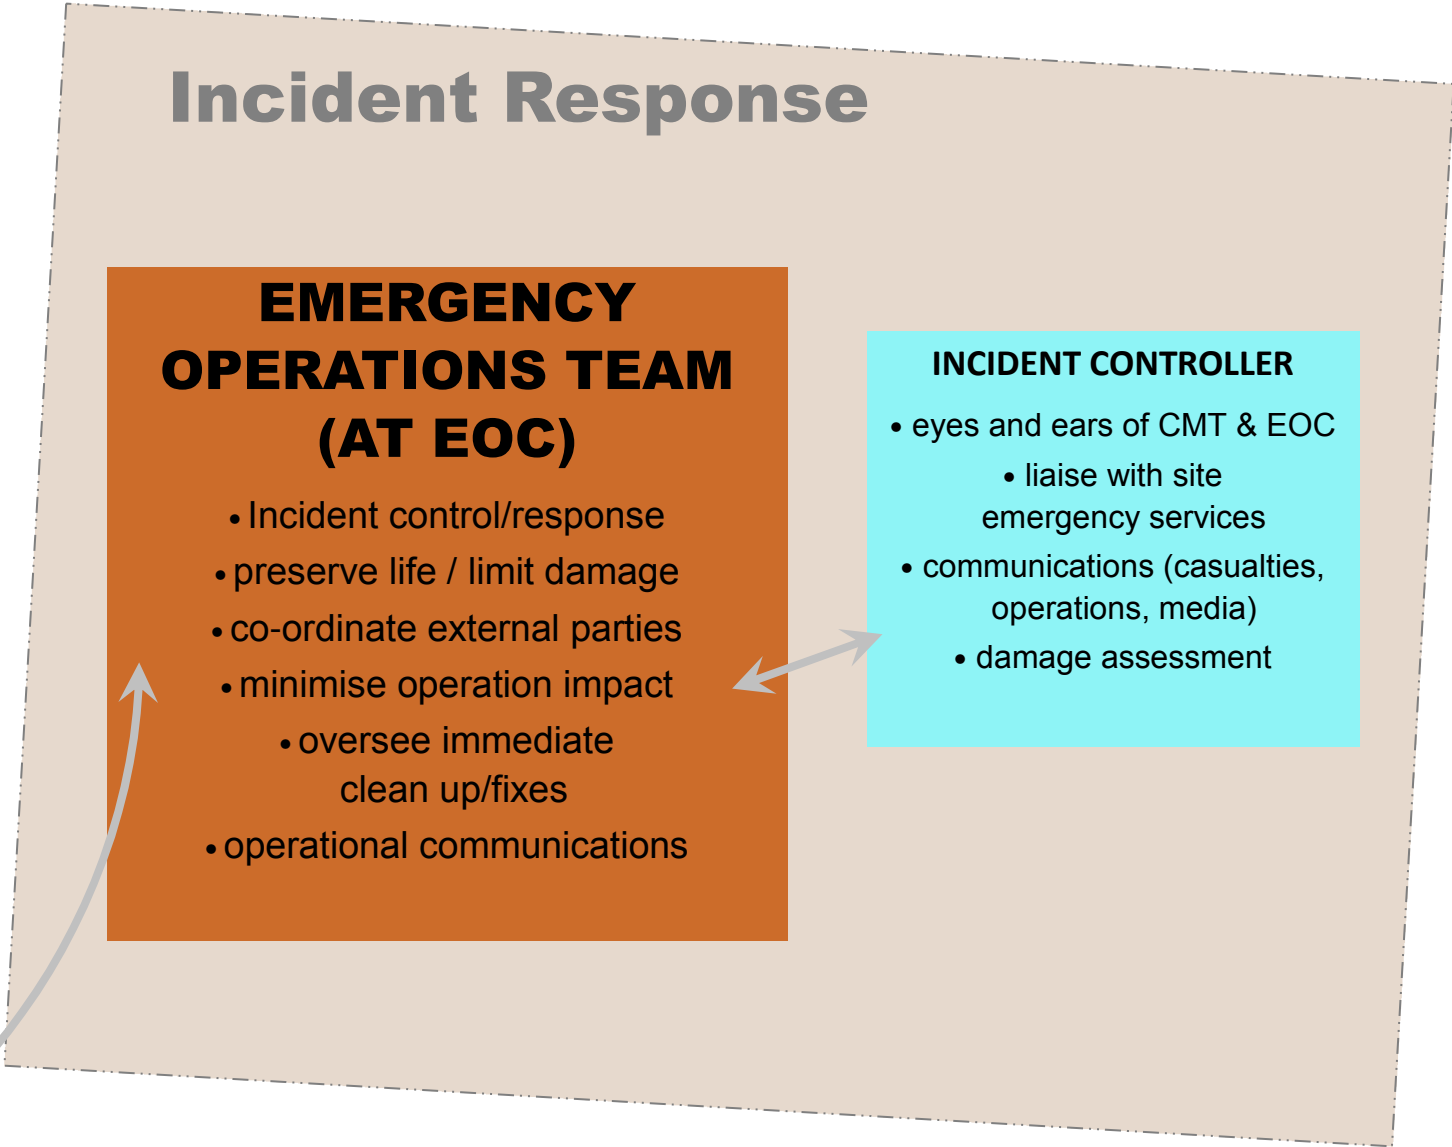 Incident Response
EMERGENCY
OPERATIONS TEAM
(AT EOC)
• Incident control/response
• preserve life / limit damage
• co-ordinate external parties
• minimise operation impact
• oversee immediate
clean up/fixes
• operational communications
INCIDENT CONTROLLER
• eyes and ears of CMT & EOC
• liaise with site
emergency services
• communications (casualties,
operations, media)
• damage assessment